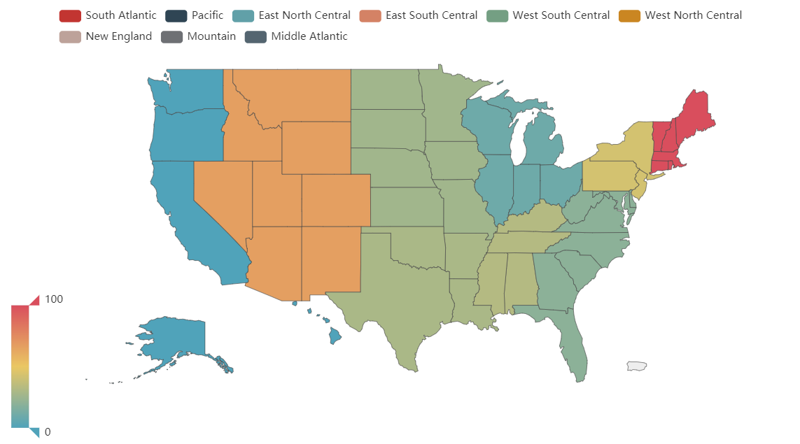 South Atlantic Pacific East North Central East South Central West South Central West North Central
New England Mountain Middle Atlantic
100
0